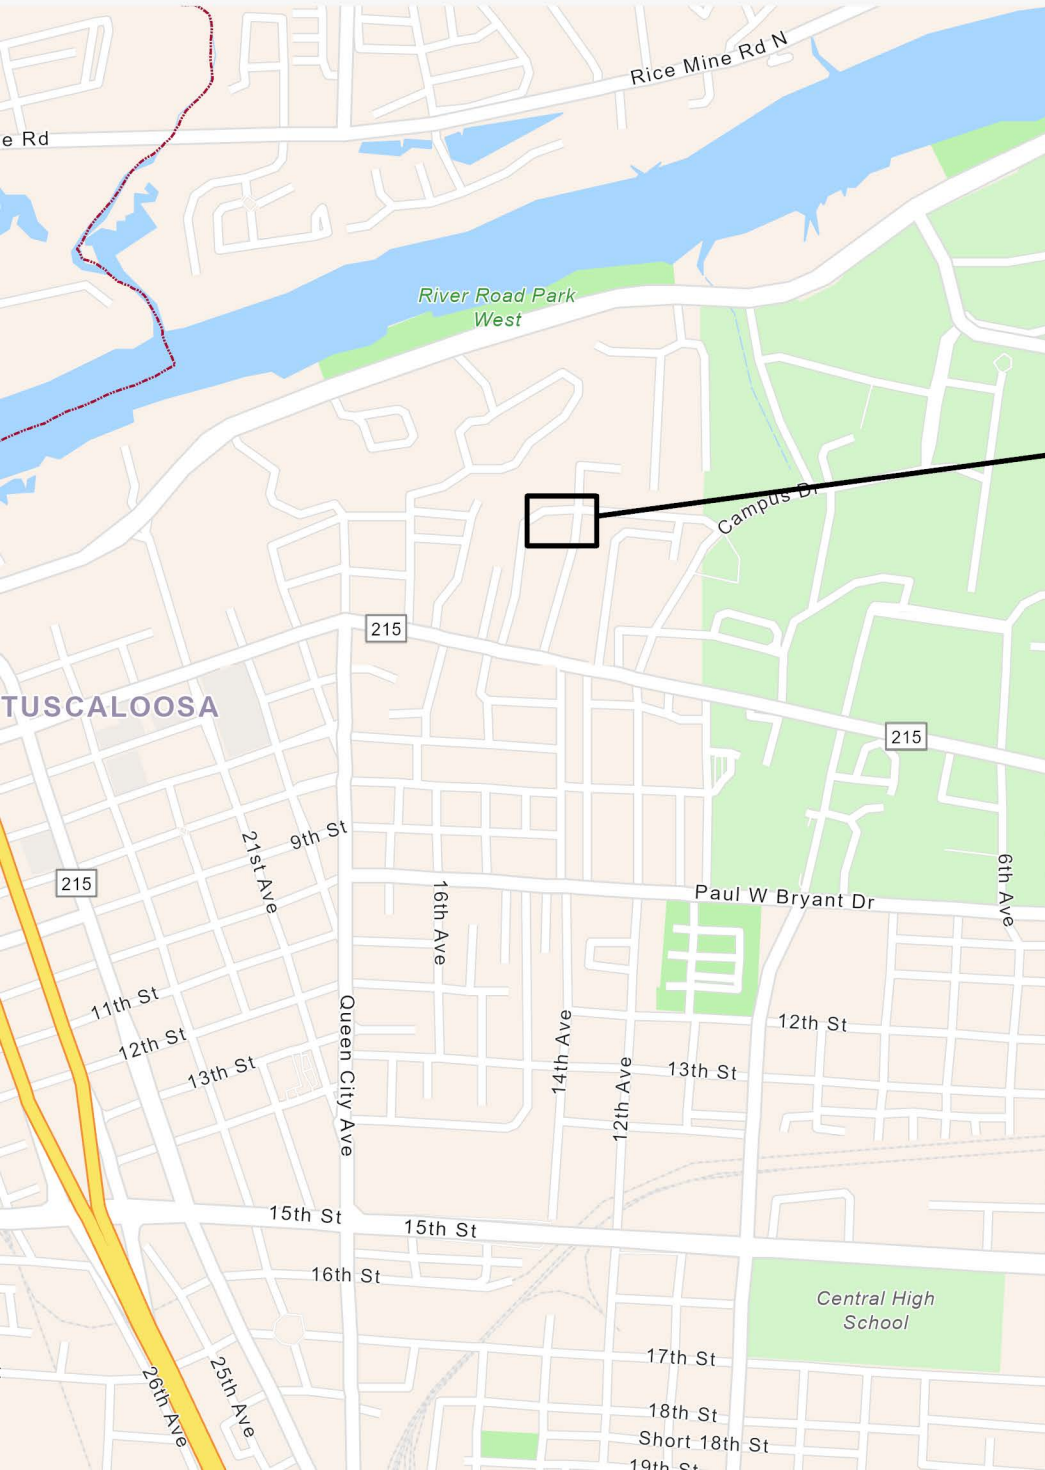 Rice Mine Rd N
e Rd
River Road Park
West
Campus Dr
215
TUSCALOOSA
215
9th St
21st Ave
215
16th Ave
Paul W Bryant Dr
6th Ave
11th St
12th St
13th St
Queen City Ave
14th Ave
12th Ave
12th St
13th St
15th St
15th St
16th St
Central High
School
17th St
26th Ave
25th Ave
18th St
Short 18th St
19th St